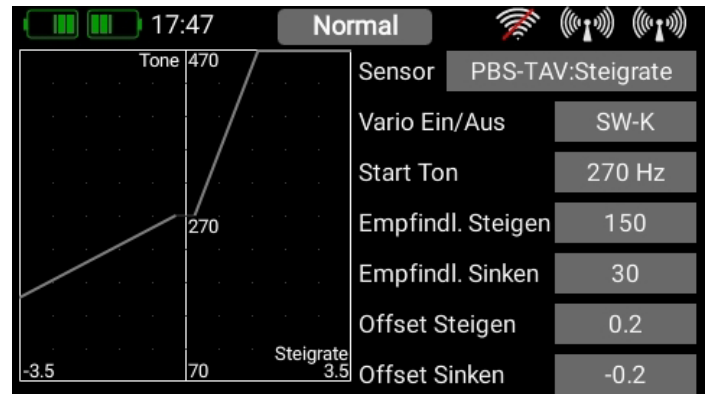 17:47 Normal
Tone 470
270
Steigrate
-3.5 70 3.5
Sensor PBS-TAV:Steigrate
Vario Ein/Aus SW-K
Start Ton 270 Hz
Empfindl. Steigen 150
Empfindl. Sinken 30
Offset Steigen 0.2
Offset Sinken -0.2